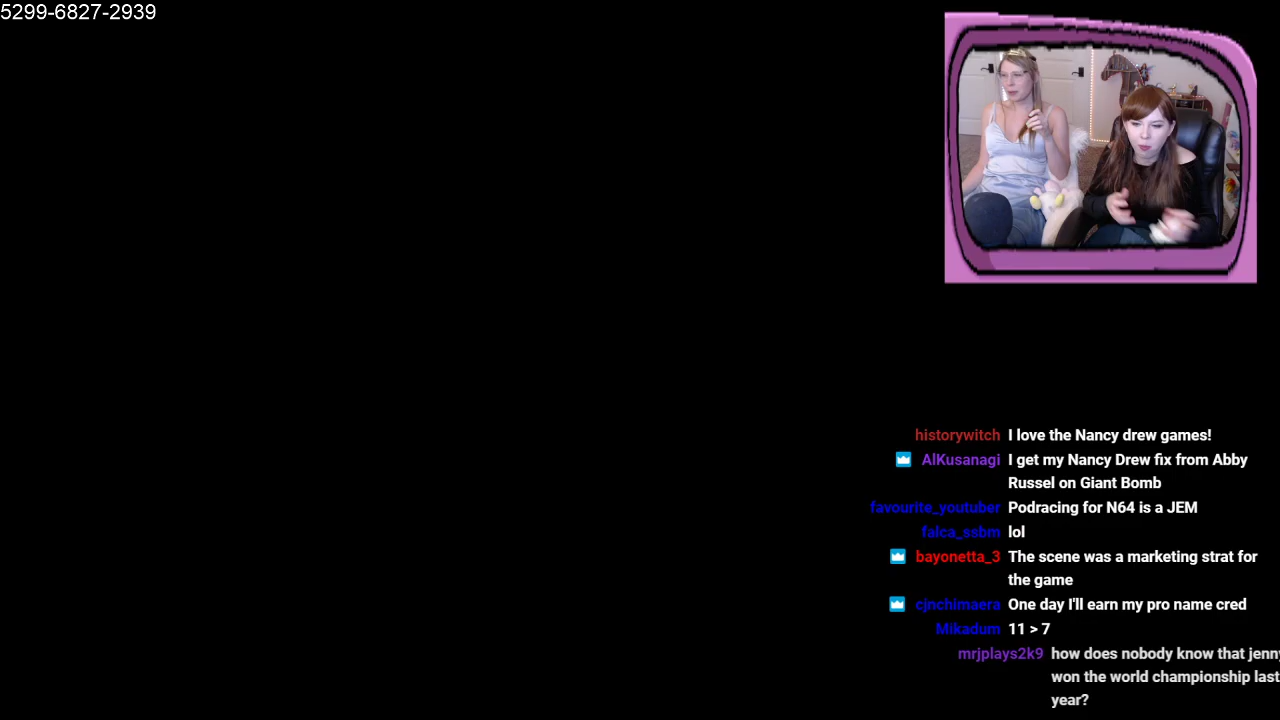 5299-6827-2939
historywitch I love the Nancy drew games!
AlKusanagi I get my Nancy Drew fix from Abby
Russel on Giant Bomb
favourite_youtuber Podracing for N64 is a JEM
falca_ssbm lol
bayonetta_3 The scene was a marketing strat for
the game
cjnchimaera One day I'll earn my pro name cred
Mikadum 11 > 7
mrjplays2k9 how does nobody know that jenny
won the world championship last
year?